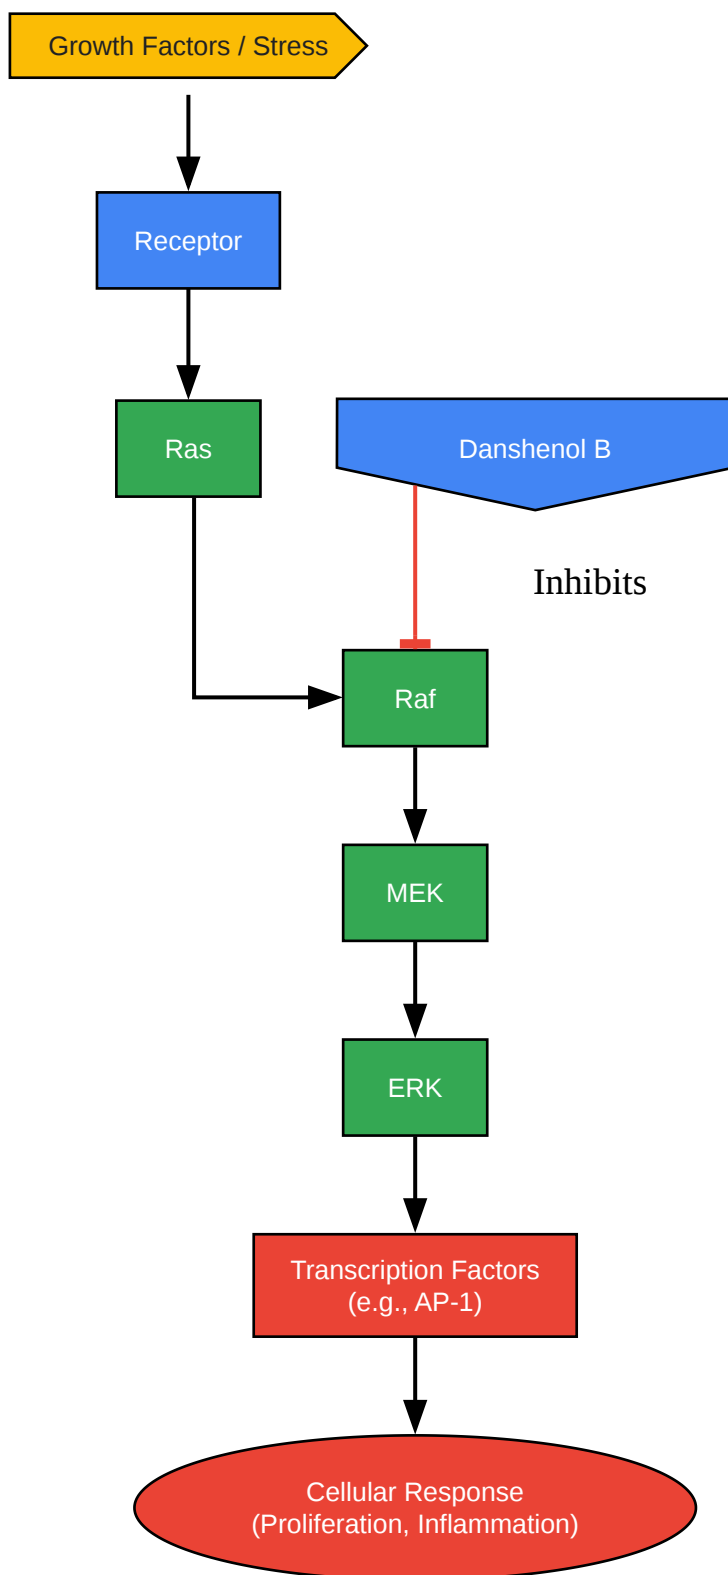 Growth Factors / Stress
Receptor
Ras
Danshenol B
Inhibits
Raf
MEK
ERK
Transcription Factors
(e.g., AP-1)
Cellular Response
(Proliferation, Inflammation)